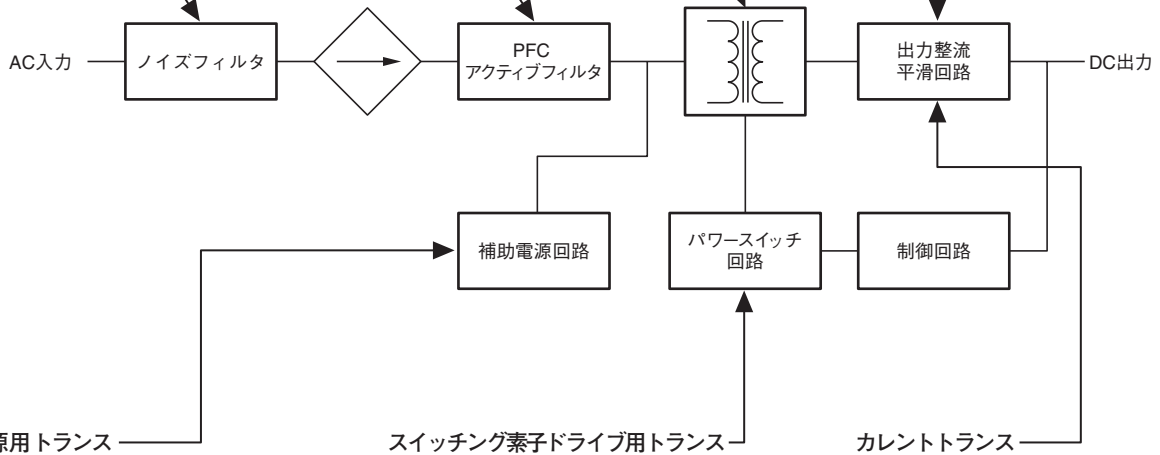 AC入力
ノイズフィルタ
PFC
アクティブフィルタ
出力整流
平滑回路
DC出力
補助電源回路
パワースイッチ
回路
制御回路
源用トランス
スイッチング素子ドライブ用トランス
カレントトランス